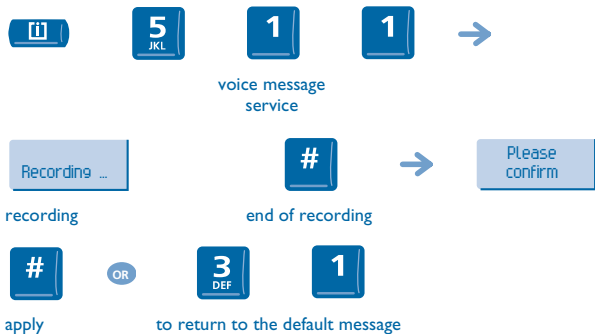 [i] 5 JKL 1 1
voice message
service
Recording ... # Please
confirm
recording end of recording
# OR 3 DEF 1
apply to return to the default message